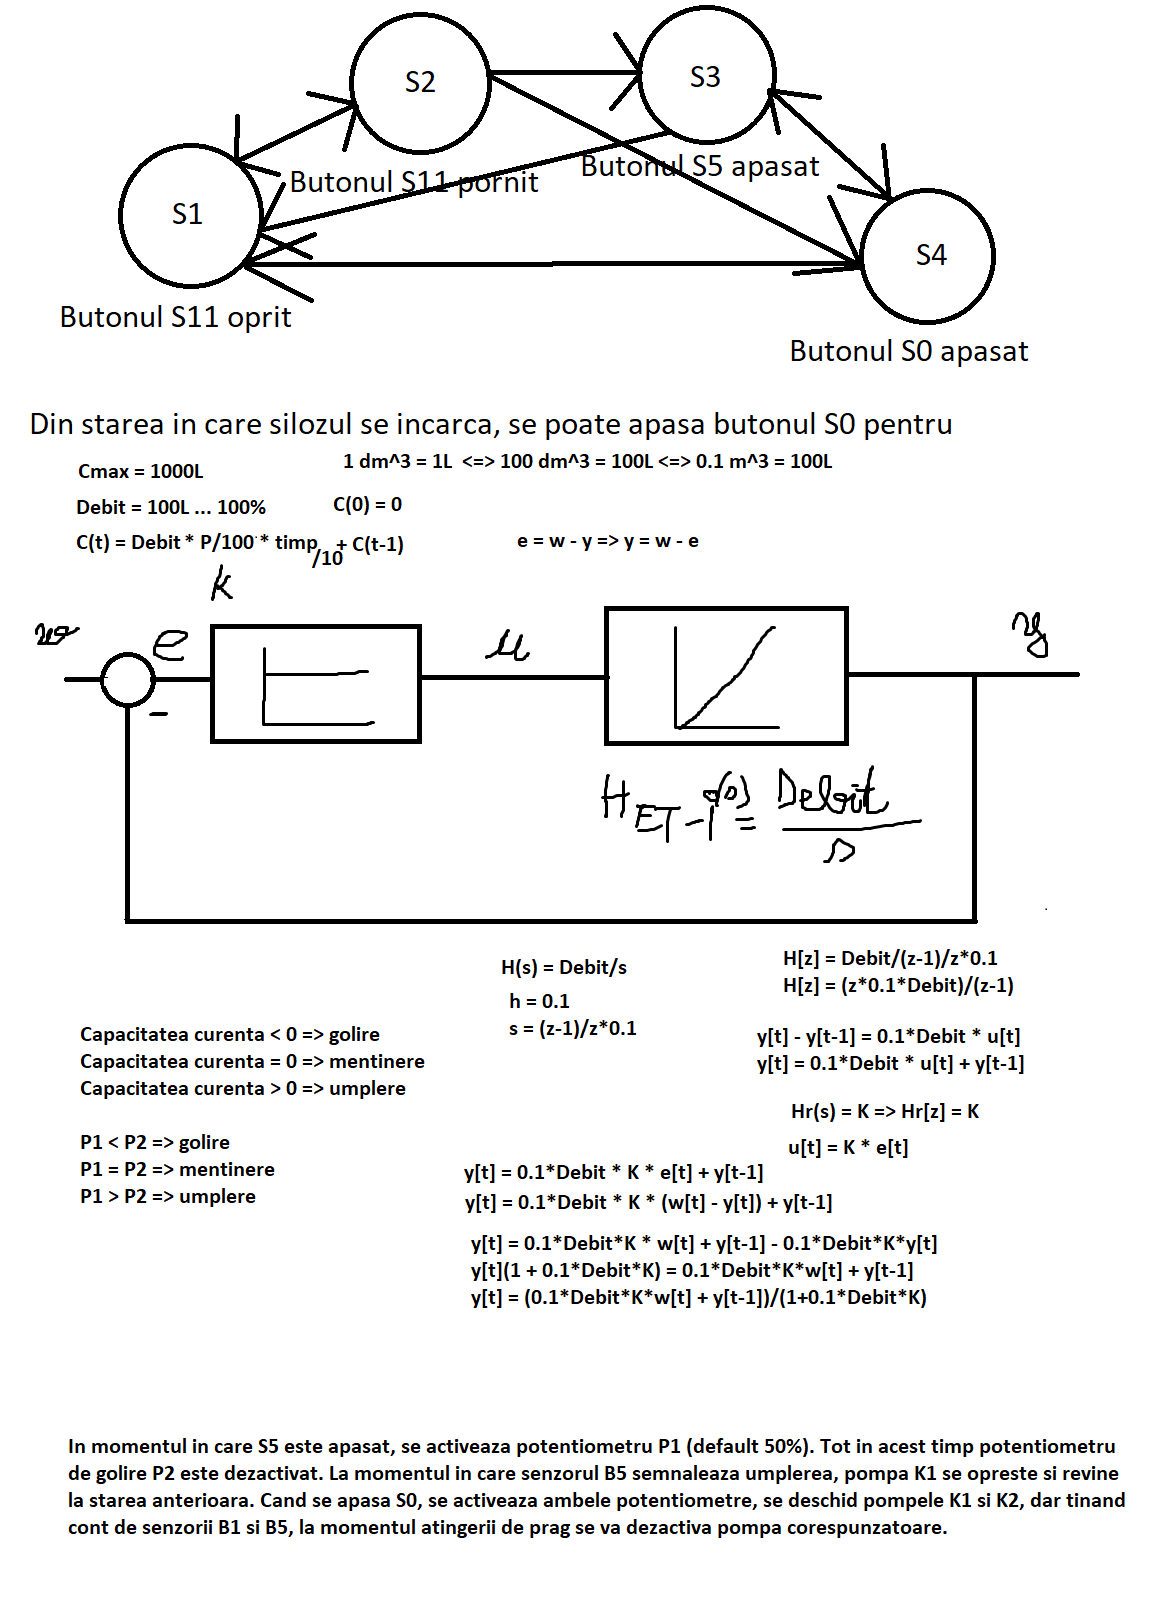 S2
S3
S1
S4
Butonul S11 pornit
Butonul S5 apasat
Butonul S11 oprit
Butonul S0 apasat
Din starea in care silozul se incarca, se poate apasa butonul S0 pentru
1 dm^3 = 1L <=> 100 dm^3 = 100L <=> 0.1 m^3 = 100L
Cmax = 1000L
Debit = 100L ... 100%
C(0) = 0
C(t) = Debit * P/100 * timp/10 + C(t-1)
e = w - y => y = w - e
k
w
e
u
y
-
H ET-P(s) = Debit/s
H(s) = Debit/s
h = 0.1
s = (z-1)/z*0.1
H[z] = Debit/(z-1)/z*0.1
H[z] = (z*0.1*Debit)/(z-1)
Capacitatea curenta < 0 => golire
Capacitatea curenta = 0 => mentinere
Capacitatea curenta > 0 => umplere
y[t] - y[t-1] = 0.1*Debit * u[t]
y[t] = 0.1*Debit * u[t] + y[t-1]
Hr(s) = K => Hr[z] = K
u[t] = K * e[t]
P1 < P2 => golire
P1 = P2 => mentinere
P1 > P2 => umplere
y[t] = 0.1*Debit * K * e[t] + y[t-1]
y[t] = 0.1*Debit * K * (w[t] - y[t]) + y[t-1]
y[t] = 0.1*Debit*K * w[t] + y[t-1] - 0.1*Debit*K*y[t]
y[t](1 + 0.1*Debit*K) = 0.1*Debit*K*w[t] + y[t-1]
y[t] = (0.1*Debit*K*w[t] + y[t-1])/(1+0.1*Debit*K)
In momentul in care S5 este apasat, se activeaza potentiometru P1 (default 50%). Tot in acest timp potentiometru
de golire P2 este dezactivat. La momentul in care senzorul B5 semnaleaza umplerea, pompa K1 se opreste si revine
la starea anterioara. Cand se apasa S0, se activeaza ambele potentiometre, se deschid pompele K1 si K2, dar tinand
cont de senzorii B1 si B5, la momentul atingerii de prag se va dezactiva pompa corespunzatoare.